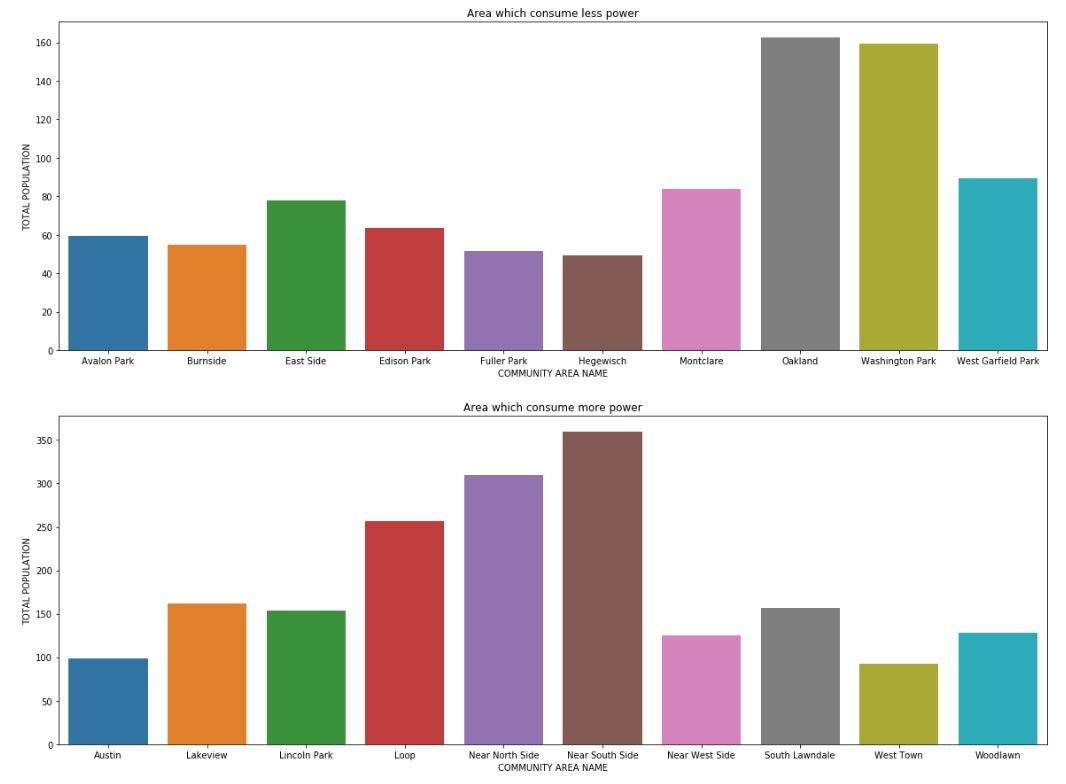 Area which consume less power
TOTAL POPULATION
160
140
120
100
80
60
40
20
0
Avalon Park Burnside East Side Edison Park Fuller Park Hegewisch Montclare Oakland Washington Park West Garfield Park
COMMUNITY AREA NAME
Area which consume more power
TOTAL POPULATION
350
300
250
200
150
100
50
0
Austin Lakeview Lincoln Park Loop Near North Side Near South Side Near West Side South Lawndale West Town Woodlawn
COMMUNITY AREA NAME